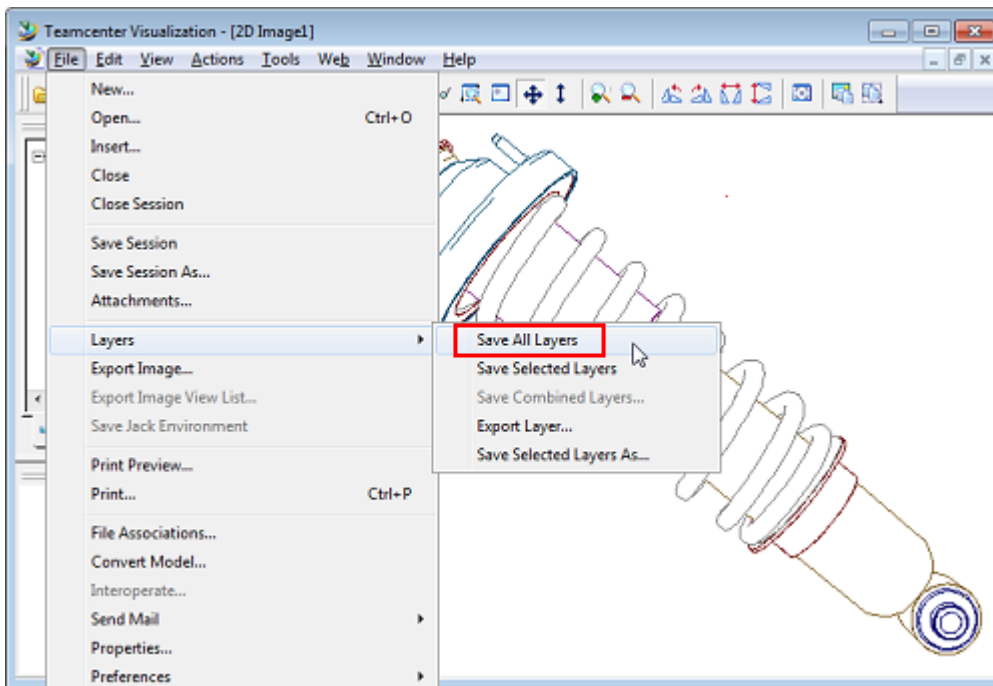 Teamcenter Visualization - [2D Image1]
File Edit View Actions Tools Web Window Help
New...
Open... Ctrl+O
Insert...
Close
Close Session
Save Session
Save Session As...
Attachments...
Layers
Export Image...
Export Image View List...
Save Jack Environment
Print Preview...
Print... Ctrl+P
File Associations...
Convert Model...
Interoperate...
Send Mail
Properties...
Preferences
Save All Layers
Save Selected Layers
Save Combined Layers...
Export Layer...
Save Selected Layers As...